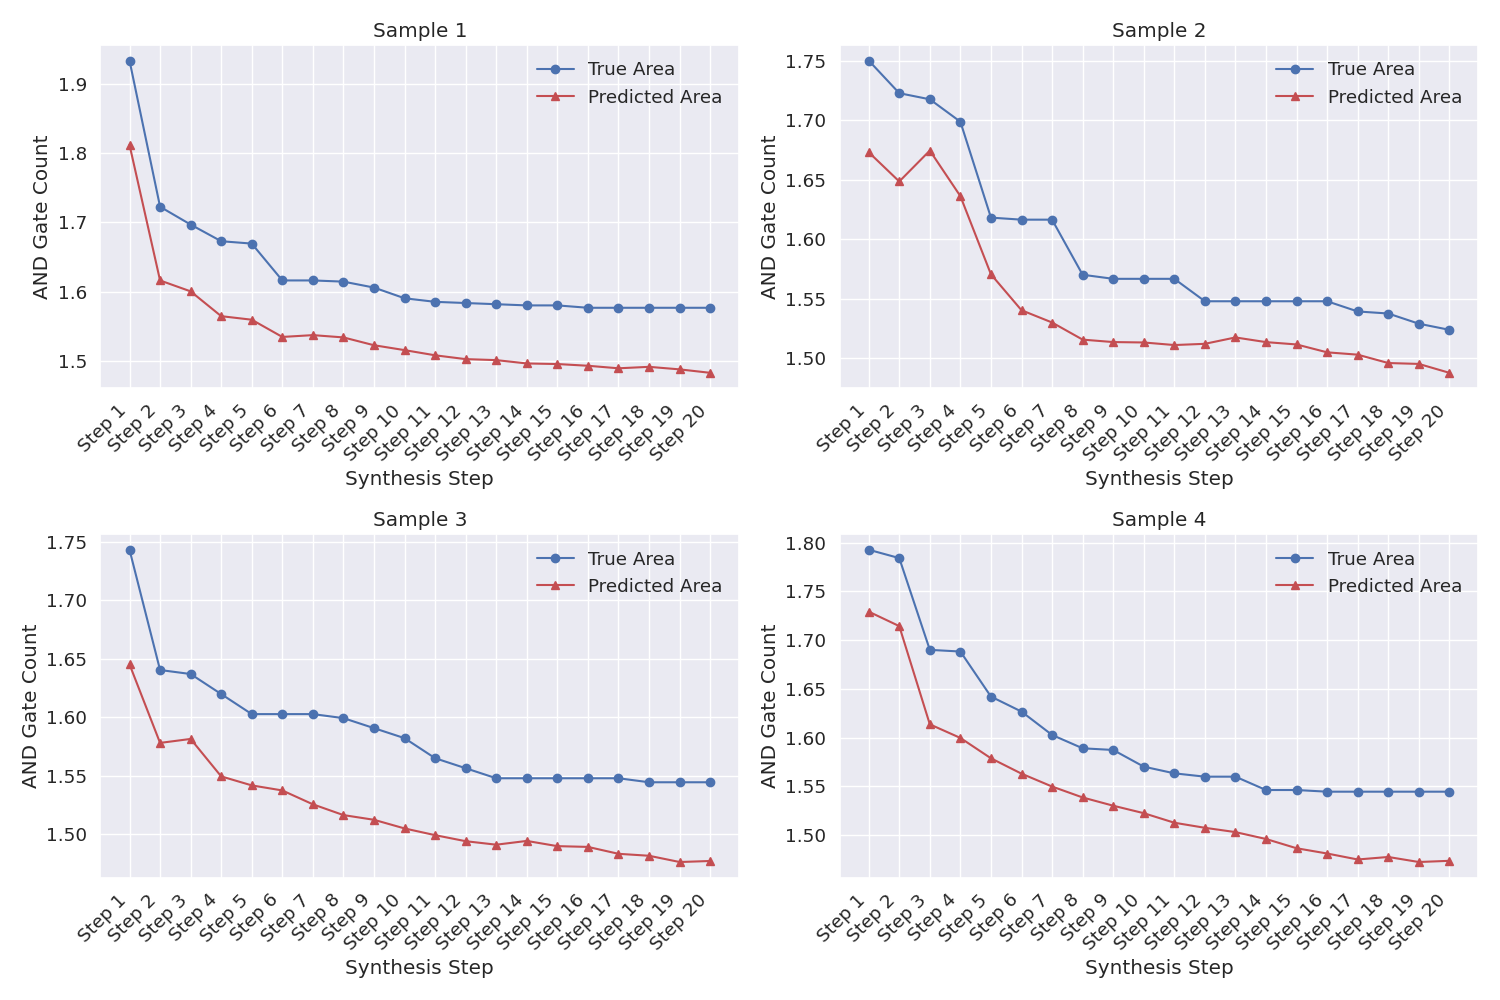 Sample 1
AND Gate Count
1.9
1.8
1.7
1.6
1.5
True Area
Predicted Area
Step 1
Step 2
Step 3
Step 4
Step 5
Step 6
Step 7
Step 8
Step 9
Step 10
Step 11
Step 12
Step 13
Step 14
Step 15
Step 16
Step 17
Step 18
Step 19
Step 20
Synthesis Step
Sample 2
AND Gate Count
1.75
1.70
1.65
1.60
1.55
1.50
True Area
Predicted Area
Step 1
Step 2
Step 3
Step 4
Step 5
Step 6
Step 7
Step 8
Step 9
Step 10
Step 11
Step 12
Step 13
Step 14
Step 15
Step 16
Step 17
Step 18
Step 19
Step 20
Synthesis Step
Sample 3
AND Gate Count
1.75
1.70
1.65
1.60
1.55
1.50
True Area
Predicted Area
Step 1
Step 2
Step 3
Step 4
Step 5
Step 6
Step 7
Step 8
Step 9
Step 10
Step 11
Step 12
Step 13
Step 14
Step 15
Step 16
Step 17
Step 18
Step 19
Step 20
Synthesis Step
Sample 4
AND Gate Count
1.80
1.75
1.70
1.65
1.60
1.55
1.50
True Area
Predicted Area
Step 1
Step 2
Step 3
Step 4
Step 5
Step 6
Step 7
Step 8
Step 9
Step 10
Step 11
Step 12
Step 13
Step 14
Step 15
Step 16
Step 17
Step 18
Step 19
Step 20
Synthesis Step